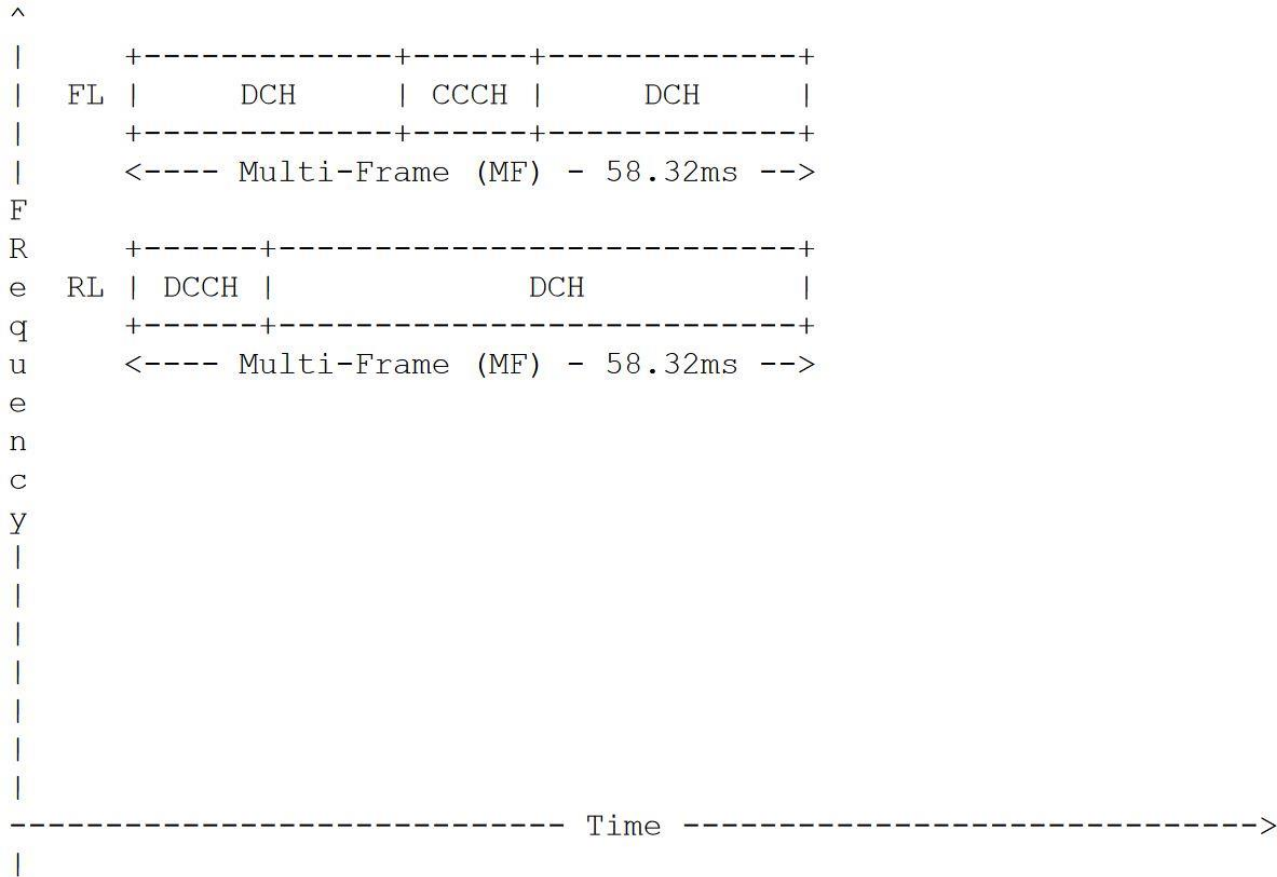 ^
|      +-------------+------+-------------+
|   FL |     DCH     | CCCH |     DCH     |
|      +-------------+------+-------------+
|      <---- Multi-Frame (MF) - 58.32ms -->
F
R      +------+---------------------------+
e   RL | DCCH |             DCH           |
q      +------+---------------------------+
u      <---- Multi-Frame (MF) - 58.32ms -->
e
n
c
y
|
|
|
|
|
|
|
----------------------------- Time ------------------------------>
|